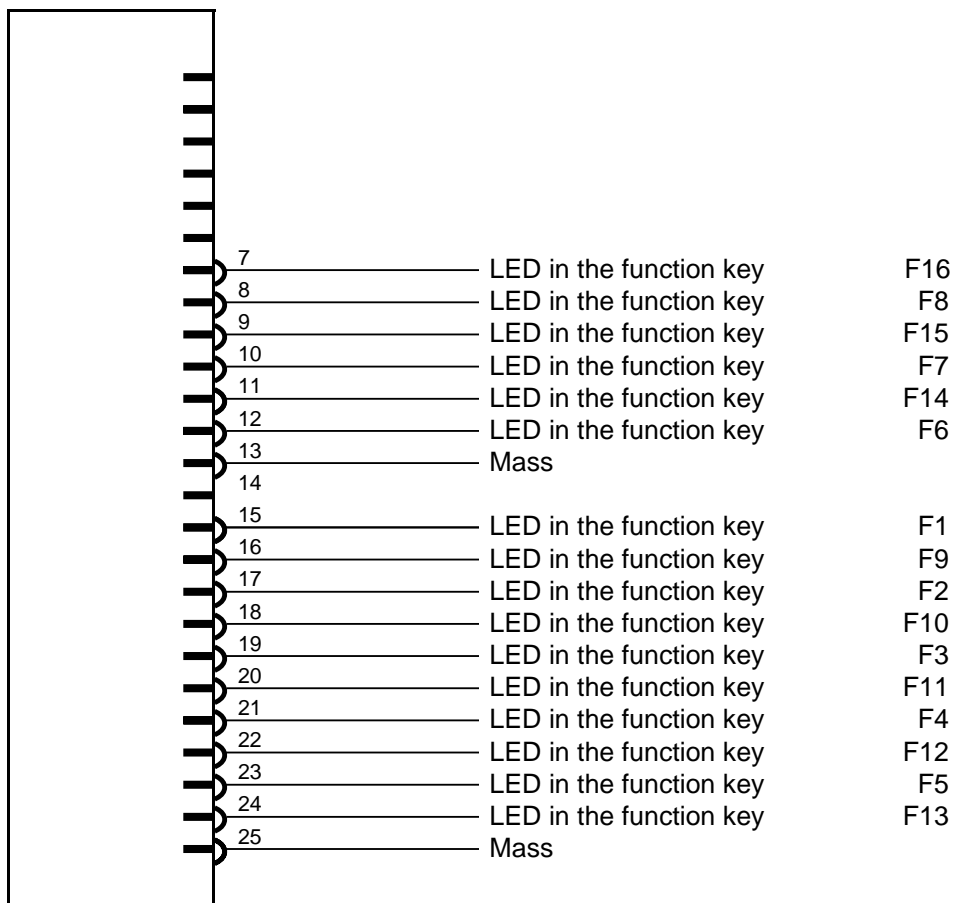 7 LED in the function key F16
8 LED in the function key F8
9 LED in the function key F15
10 LED in the function key F7
11 LED in the function key F14
12 LED in the function key F6
13 Mass
14
15 LED in the function key F1
16 LED in the function key F9
17 LED in the function key F2
18 LED in the function key F10
19 LED in the function key F3
20 LED in the function key F11
21 LED in the function key F4
22 LED in the function key F12
23 LED in the function key F5
24 LED in the function key F13
25 Mass